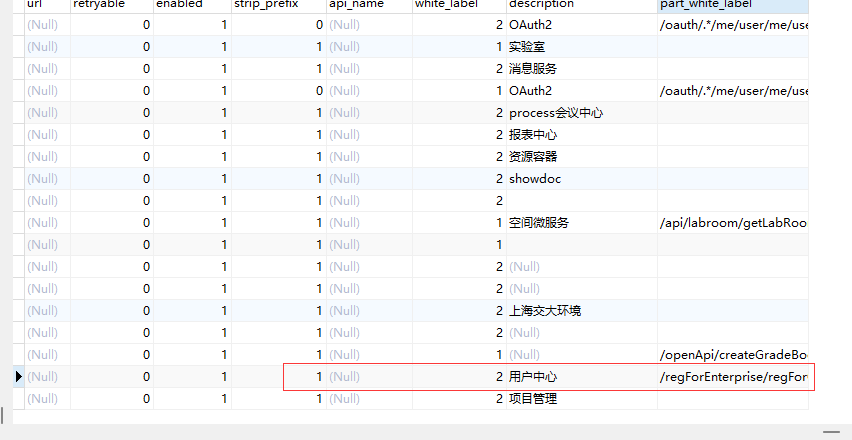 url retryable enabled strip_prefix api_name white_label description part_white_label
(Null) 0 1 0 (Null) 2 OAuth2 /oauth/.*/me/user/me/use
(Null) 0 1 1 (Null) 1 实验室
(Null) 0 1 1 (Null) 2 消息服务
(Null) 0 1 0 (Null) 1 OAuth2 /oauth/.*/me/user/me/use
(Null) 0 1 1 (Null) 2 process会议中心
(Null) 0 1 1 (Null) 2 报表中心
(Null) 0 1 1 (Null) 2 资源容器
(Null) 0 1 1 (Null) 2 showdoc
(Null) 0 1 1 (Null) 2
(Null) 0 1 1 (Null) 1 空间微服务 /api/labroom/getLabRoo
(Null) 0 1 1 (Null) 1
(Null) 0 1 1 (Null) 2 (Null)
(Null) 0 1 1 (Null) 2 (Null)
(Null) 0 1 1 (Null) 2 上海交大环境
(Null) 0 1 1 (Null) 2 (Null)
(Null) 0 1 1 (Null) 1 /openApi/createGradeBo
(Null) 0 1 1 (Null) 2 用户中心 /regForEnterprise/regFor
(Null) 0 1 1 (Null) 2 项目管理